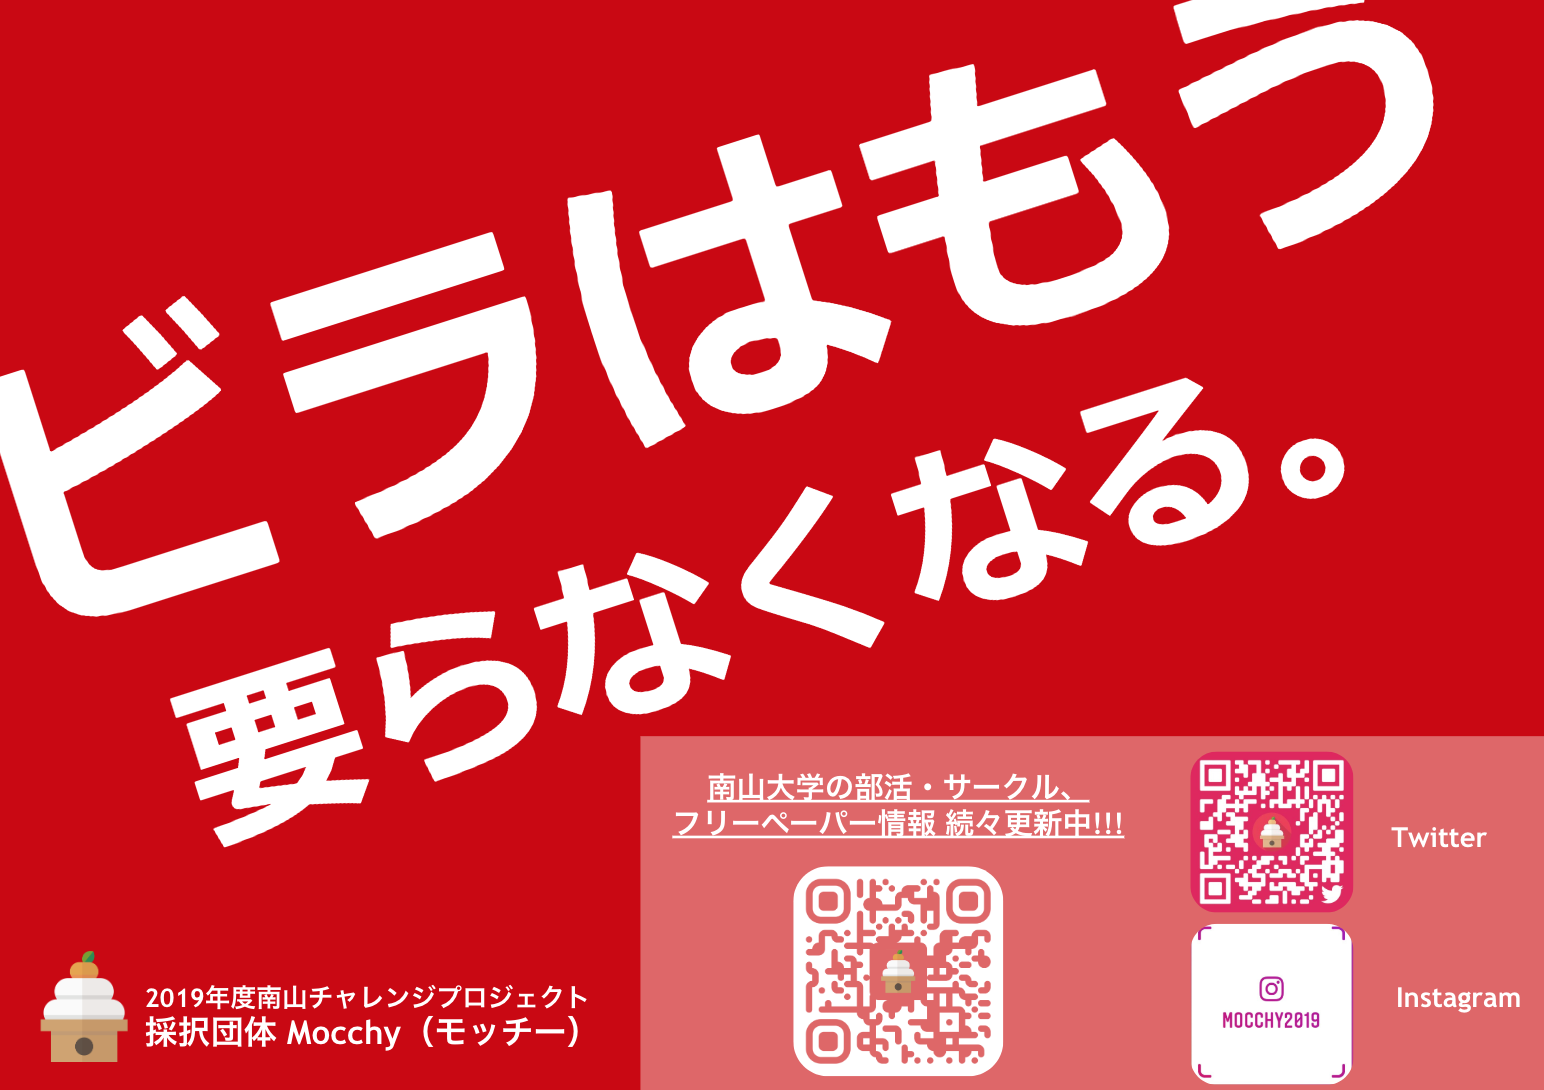 ビラはもう
要らなくなる。
南山大学の部活・サークル、
フリーペーパー情報 続々更新中!!!
Twitter
MOCCHY2019
Instagram
2019年度南山チャレンジプロジェクト
採択団体 Mocchy（モッチー）